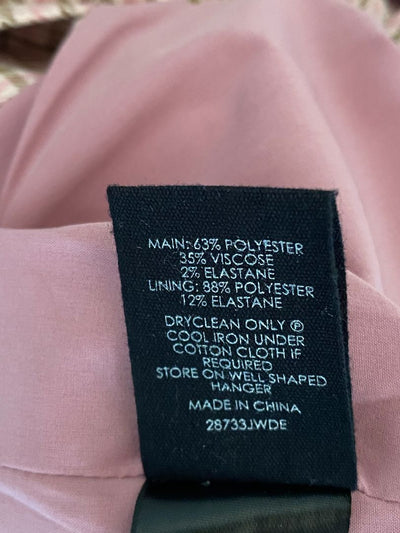 MAIN: 63% POLYESTER
35% VISCOSE
2% ELASTANE
LINING: 88% POLYESTER
12% ELASTANE
DRYCLEAN ONLY Ⓟ
COOL IRON UNDER
COTTON CLOTH IF
REQUIRED
STORE ON WELL SHAPED
HANGER
MADE IN CHINA
28733JWDE